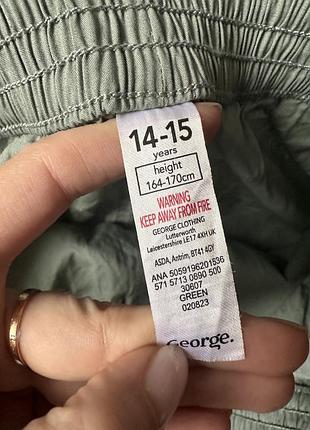 14-15
years
height
164-170cm
WARNING
KEEP AWAY FROM FIRE
GEORGE CLOTHING
Lutterworth
Leicestershire LE17 4XH UK
ASDA, Antrim, BT41 4GY
ANA 5059196201536
571 5713 0890 500
30607
GREEN
020823
George.